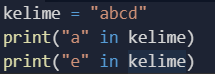 kelime = "abcd"
print("a" in kelime)
print("e" in kelime)